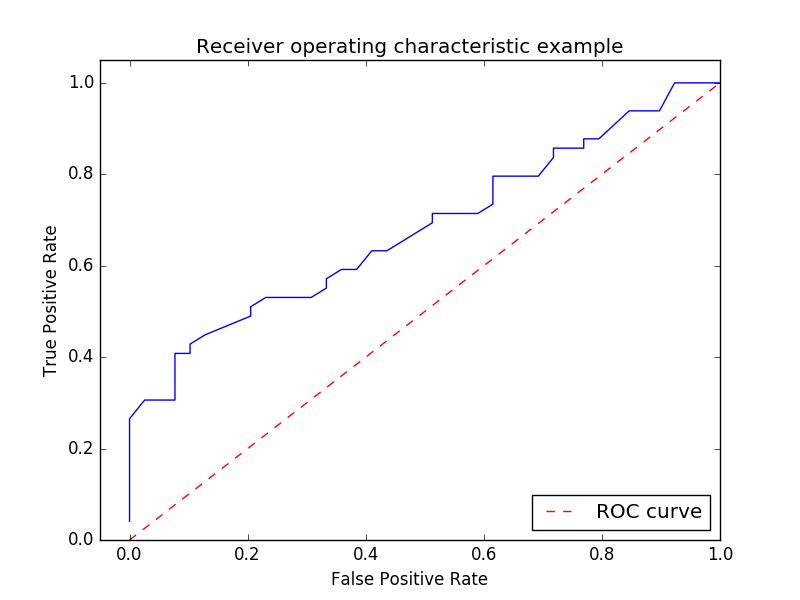 Receiver operating characteristic example
True Positive Rate
1.0
0.8
0.6
0.4
0.2
0.0
ROC curve
0.0 0.2 0.4 0.6 0.8 1.0
False Positive Rate